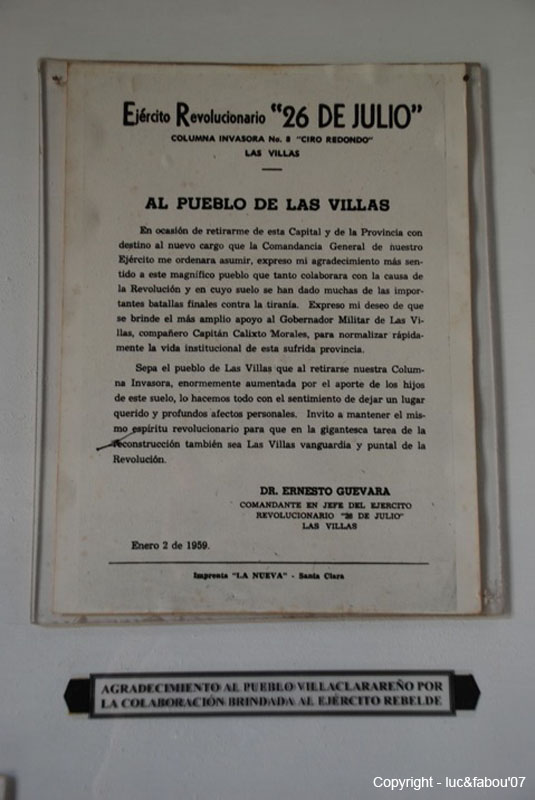 Ejército Revolucionario "26 DE JULIO"
COLUMNA INVASORA No. 8 "CIRO REDONDO"
LAS VILLAS
AL PUEBLO DE LAS VILLAS
En ocasión de retirarme de esta Capital y de la Provincia con
destino al nuevo cargo que la Comandancia General de nuestro
Ejército me ordenara asumir, expreso mi agradecimiento más sen-
tido a este magnífico pueblo que tanto colaborara con la causa de
la Revolución y en cuyo suelo se han dado muchas de las impor-
tantes batallas finales contra la tiranía. Expreso mi deseo de que
se brinde el más amplio apoyo al Gobernador Militar de Las Vi-
llas, compañero Capitán Calixto Morales, para normalizar rápida-
mente la vida institucional de esta sufrida provincia.
Sepa el pueblo de Las Villas que al retirarse nuestra Colum-
na Invasora, enormemente aumentada por el aporte de los hijos
de este suelo, lo hacemos todo con el sentimiento de dejar un lugar
querido y profundos afectos personales. Invito a mantener el mis-
mo espíritu revolucionario para que en la gigantesca tarea de la
reconstrucción también sea Las Villas vanguardia y puntal de la
Revolución.
DR. ERNESTO GUEVARA
COMANDANTE EN JEFE DEL EJERCITO
REVOLUCIONARIO "26 DE JULIO"
LAS VILLAS
Enero 2 de 1959.
Imprenta "LA NUEVA" - Santa Clara
AGRADECIMIENTO AL PUEBLO VILLACLARAREÑO POR
LA COLABORACIÓN BRINDADA AL EJÉRCITO REBELDE
Copyright - luc&fabou'07